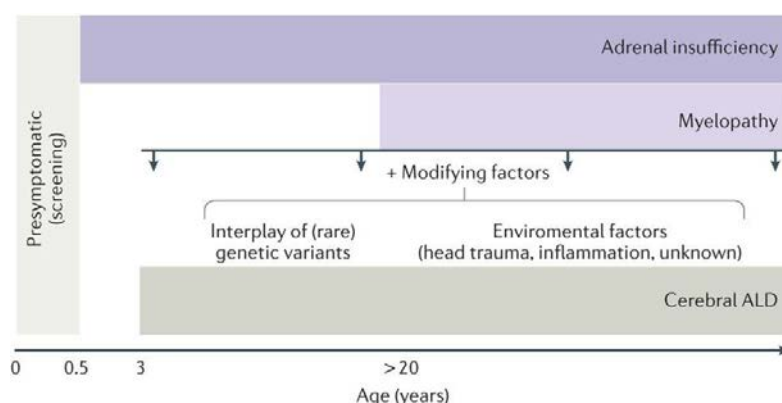 Presymptomatic
(screening)
Adrenal insufficiency
Myelopathy
+ Modifying factors
Interplay of (rare)
genetic variants
Enviromental factors
(head trauma, inflammation, unknown)
Cerebral ALD
0 0.5 3 >20
Age (years)